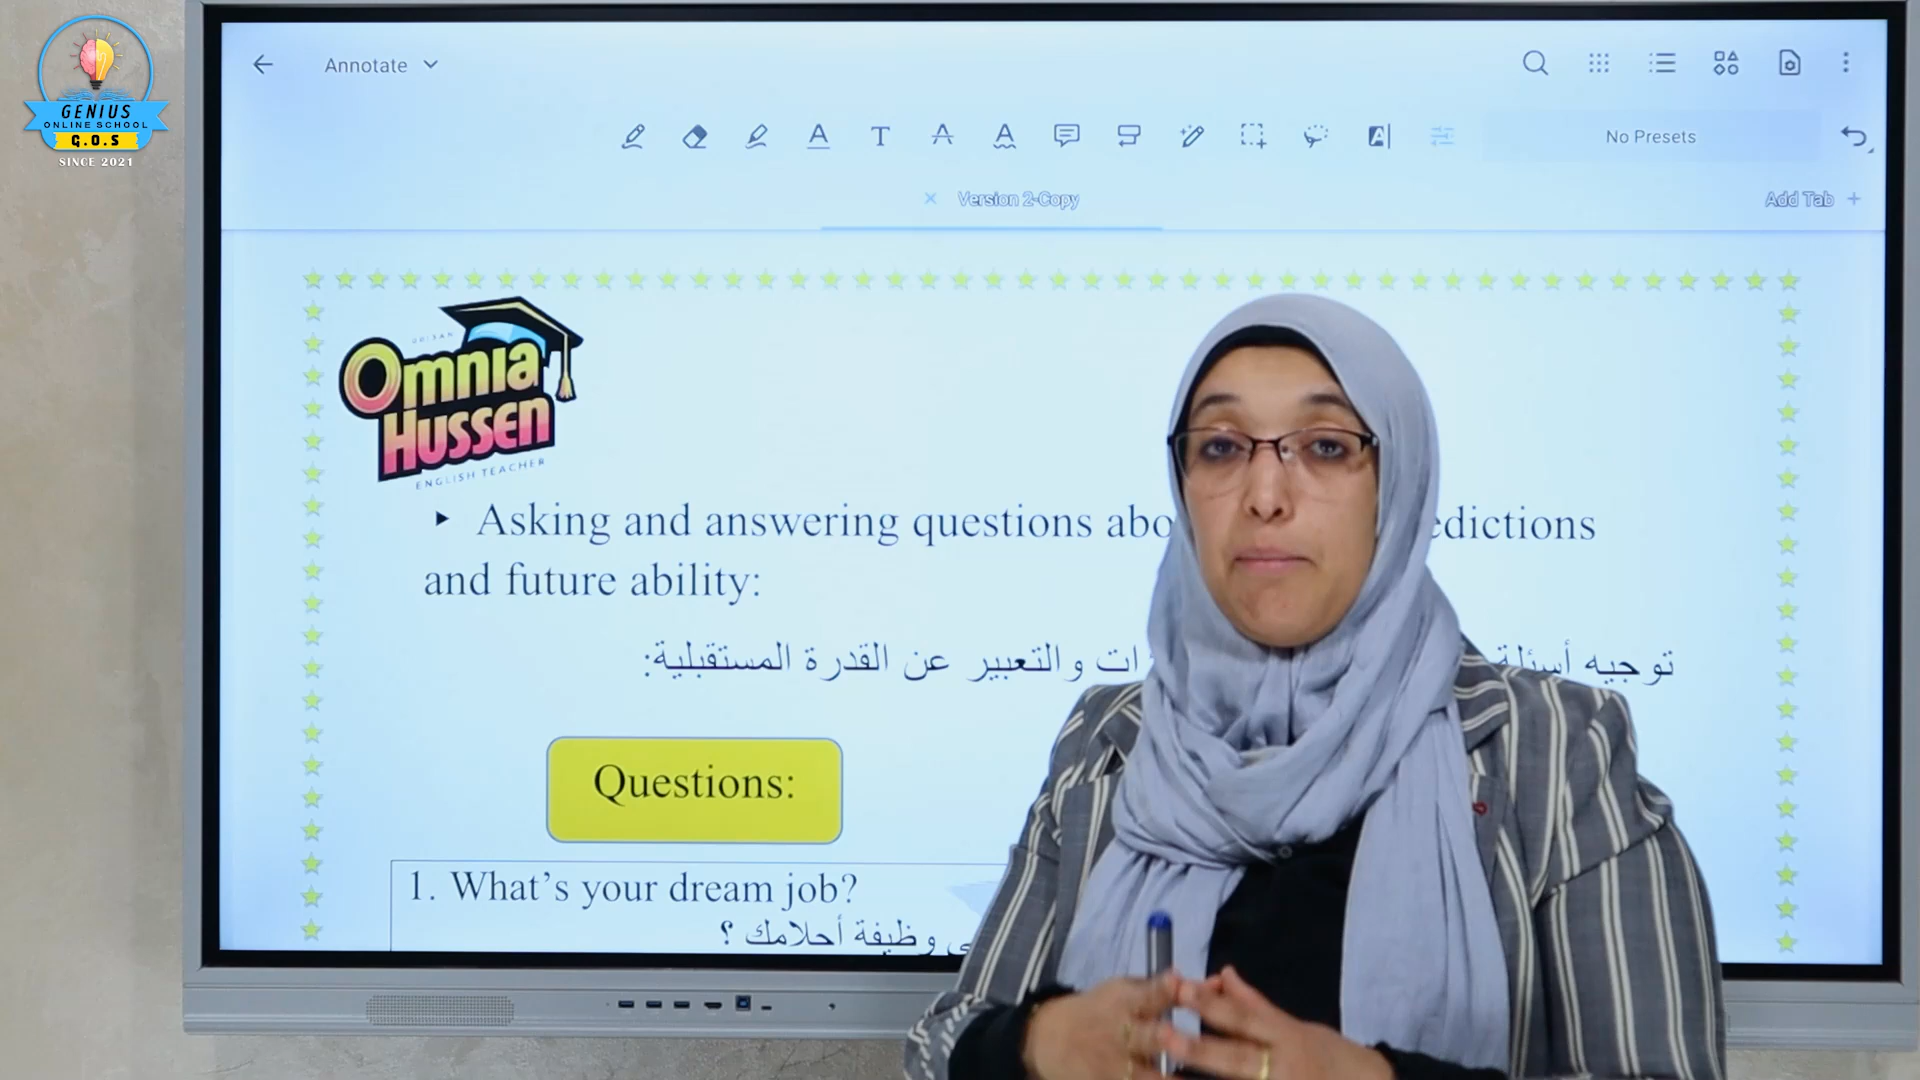 GENIUS
ONLINE SCHOOL
G.O.S
SINCE 2021
Annotate
No Presets
Version 2-Copy
Add Tab
Omnia
Hussen
ENGLISH TEACHER
Asking and answering questions edictions
and future ability:
توجيه أسئلة والتعبير عن القدرة المستقبلية:
Questions:
1. What's your dream job?
وظيفة أحلامك ؟